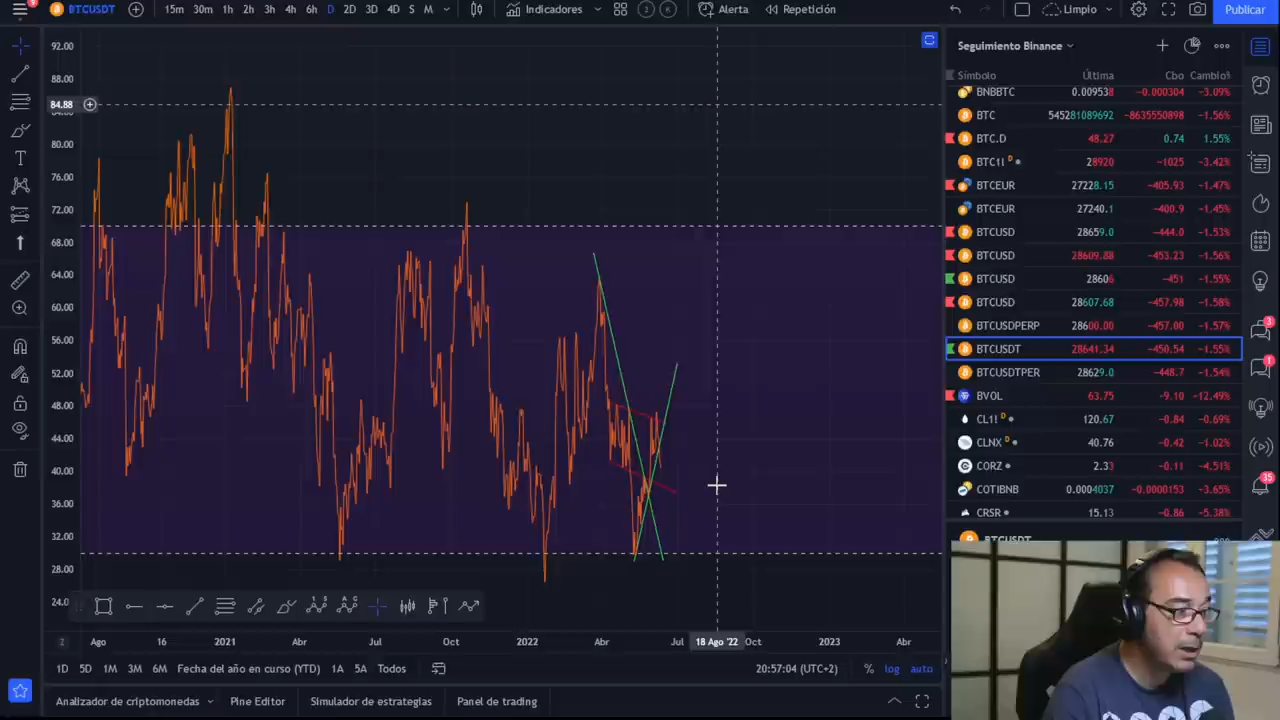 BTCUSDT 15m 30m 1h 2h 3h 4h 6h D 2D 3D 4D S M Indicadores Alerta Repetición Limpio Publicar
9
92.00
88.00
84.88
80.00
76.00
72.00
68.00
64.00
60.00
56.00
52.00
48.00
44.00
40.00
36.00
32.00
28.00
24.0
Z Ago 16 2021 Abr Jul Oct 2022 Abr Jul 18 Ago '22 Oct 2023 Abr
1D 5D 1M 3M 6M Fecha del año en curso (YTD) 1A 5A Todos 20:57:04 (UTC+2) % log auto
Analizador de criptomonedas Pine Editor Simulador de estrategias Panel de trading
Seguimiento Binance
Símbolo Última Cbo Cambio%
BNBBTC 0.009538 -0.000304 -3.09%
BTC 545281089692 -8635550898 -1.56%
BTC.D 48.27 0.74 1.55%
BTC1! D 28920 -1025 -3.42%
BTCEUR 27228.15 -405.93 -1.47%
BTCEUR 27240.1 -400.9 -1.45%
BTCUSD 28659.0 -444.0 -1.53%
BTCUSD 28609.88 -453.23 -1.56%
BTCUSD 28606 -451 -1.55%
BTCUSD 28607.68 -457.98 -1.58%
BTCUSDPERP 28600.00 -457.00 -1.57%
BTCUSDT 28641.34 -450.54 -1.55%
BTCUSDTPER 28629.0 -448.7 -1.54%
BVOL 63.75 -9.10 -12.49%
CL1! D 120.67 -0.84 -0.69%
CLNX D 40.76 -0.42 -1.02%
CORZ 2.33 -0.11 -4.51%
COTIBNB 0.0004037 -0.0000153 -3.65%
CRSR 15.13 -0.86 -5.38%
BTCUSDT
3
1
35